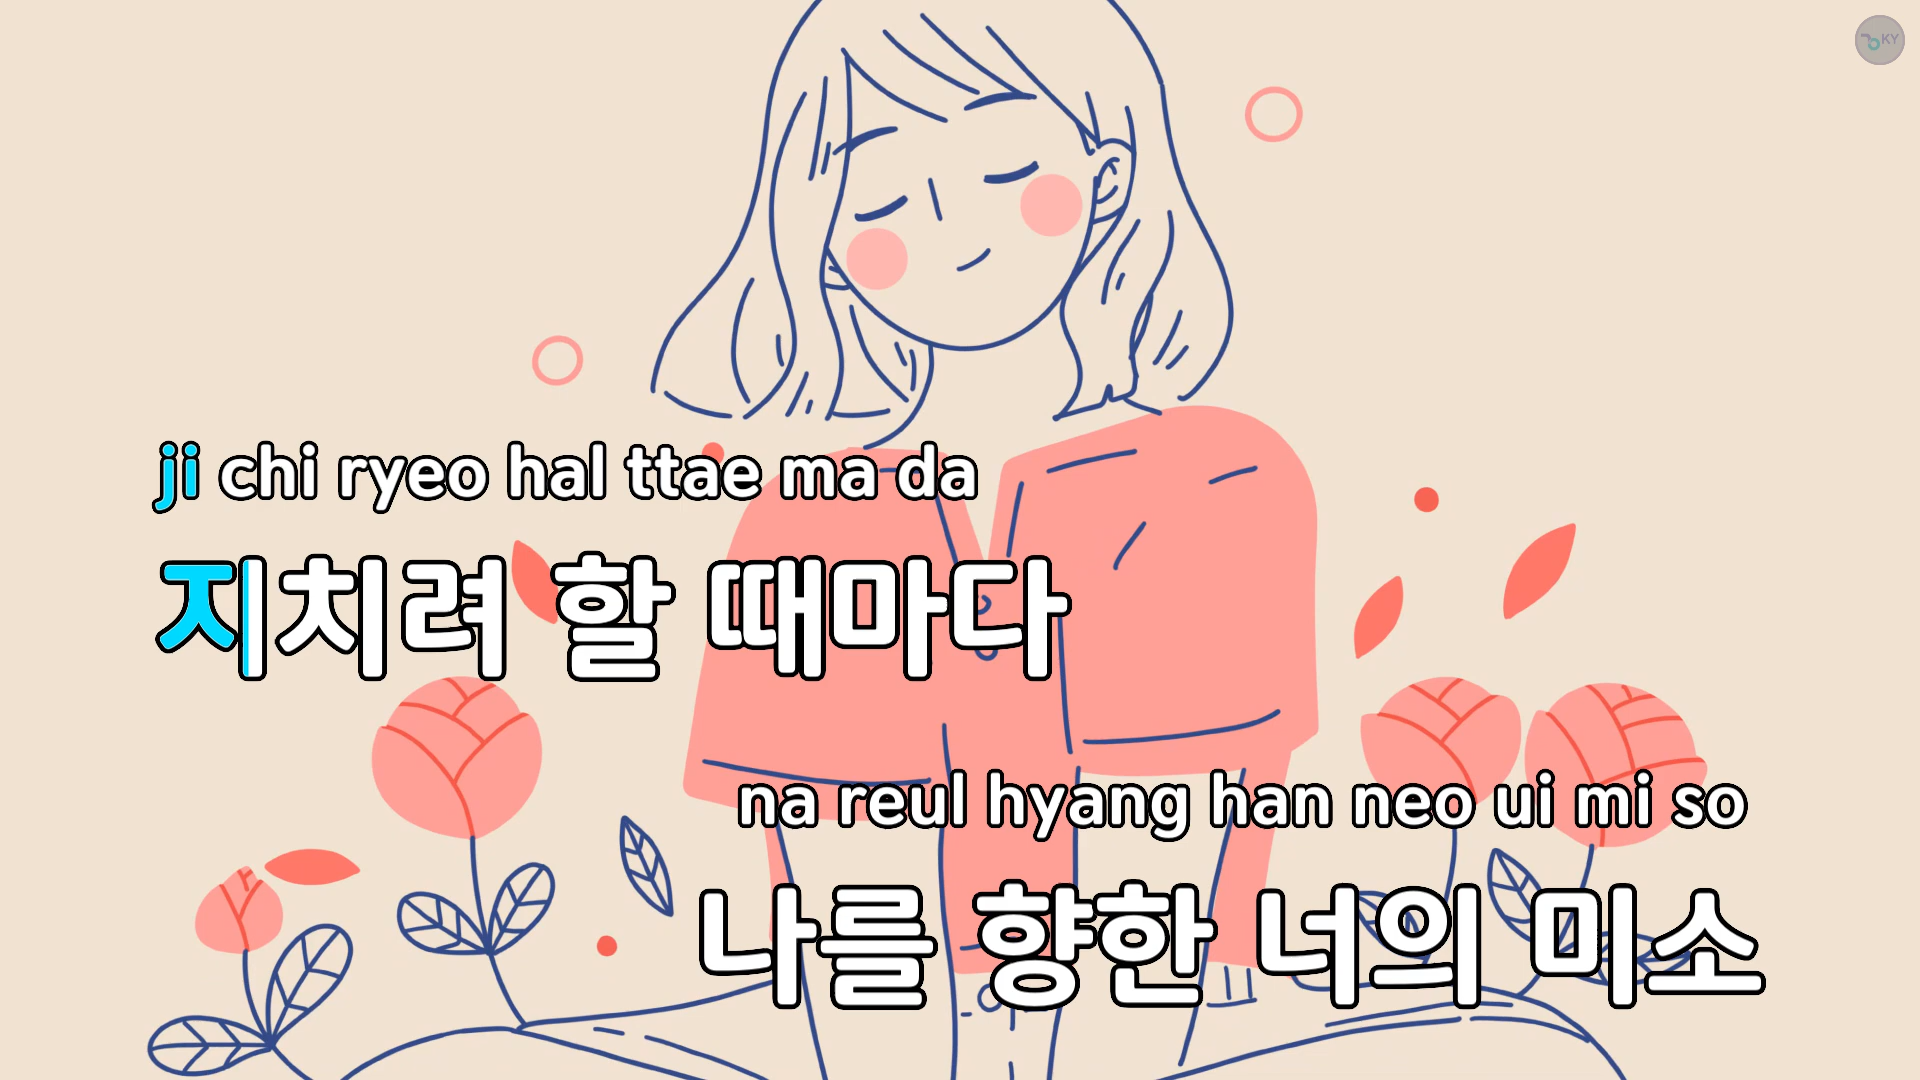 KY
ji chi ryeo hal ttae ma da
지치려 할 때마다
na reul hyang han neo ui mi so
나를 향한 너의 미소